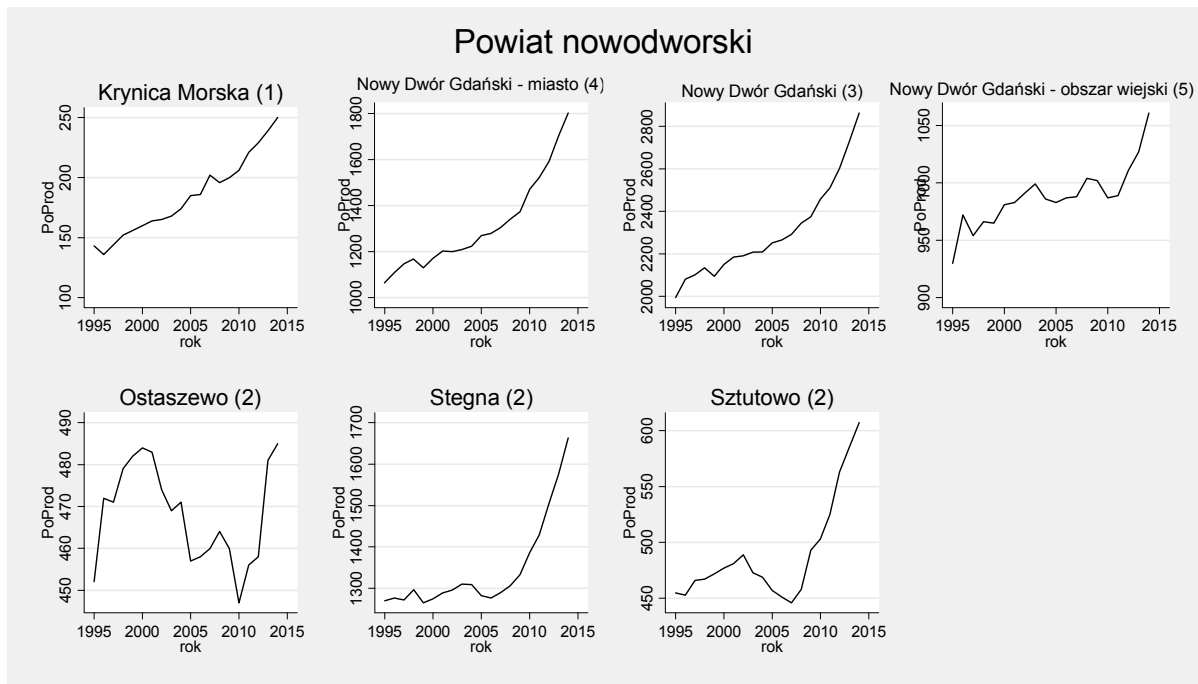 Powiat nowodworski
Krynica Morska (1)
PoProd
100 150 200 250
1995 2000 2005 2010 2015
rok
Nowy Dwór Gdański - miasto (4)
PoProd
1000 1200 1400 1600 1800
1995 2000 2005 2010 2015
rok
Nowy Dwór Gdański (3)
PoProd
2000 2200 2400 2600 2800
1995 2000 2005 2010 2015
rok
Nowy Dwór Gdański - obszar wiejski (5)
PoProd
900 950 1000 1050
1995 2000 2005 2010 2015
rok
Ostaszewo (2)
PoProd
450 460 470 480 490
1995 2000 2005 2010 2015
rok
Stegna (2)
PoProd
1300 1400 1500 1600 1700
1995 2000 2005 2010 2015
rok
Sztutowo (2)
PoProd
450 500 550 600
1995 2000 2005 2010 2015
rok